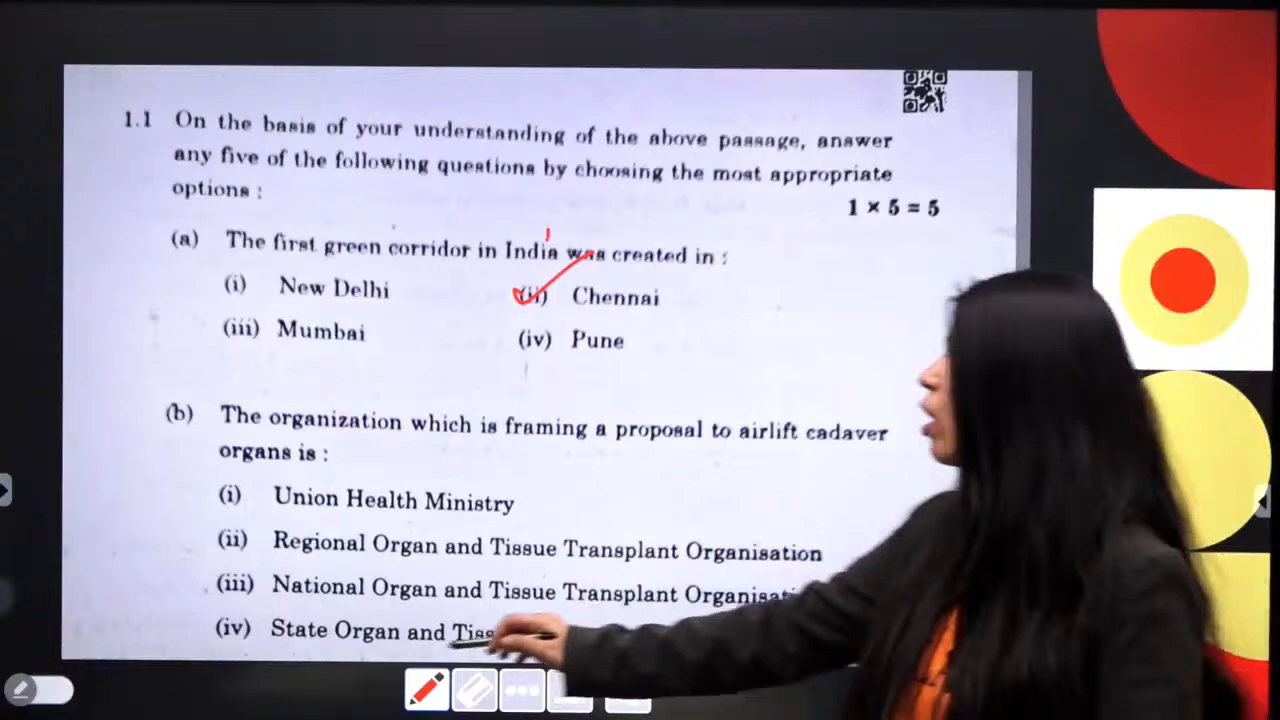 1.1 On the basis of your understanding of the above passage, answer
any five of the following questions by choosing the most appropriate
options :
1 × 5 = 5
(a) The first green corridor in India was created in :
(i) New Delhi (ii) Chennai
(iii) Mumbai (iv) Pune
(b) The organization which is framing a proposal to airlift cadaver
organs is :
(i) Union Health Ministry
(ii) Regional Organ and Tissue Transplant Organisation
(iii) National Organ and Tissue Transplant
(iv) State Organ and